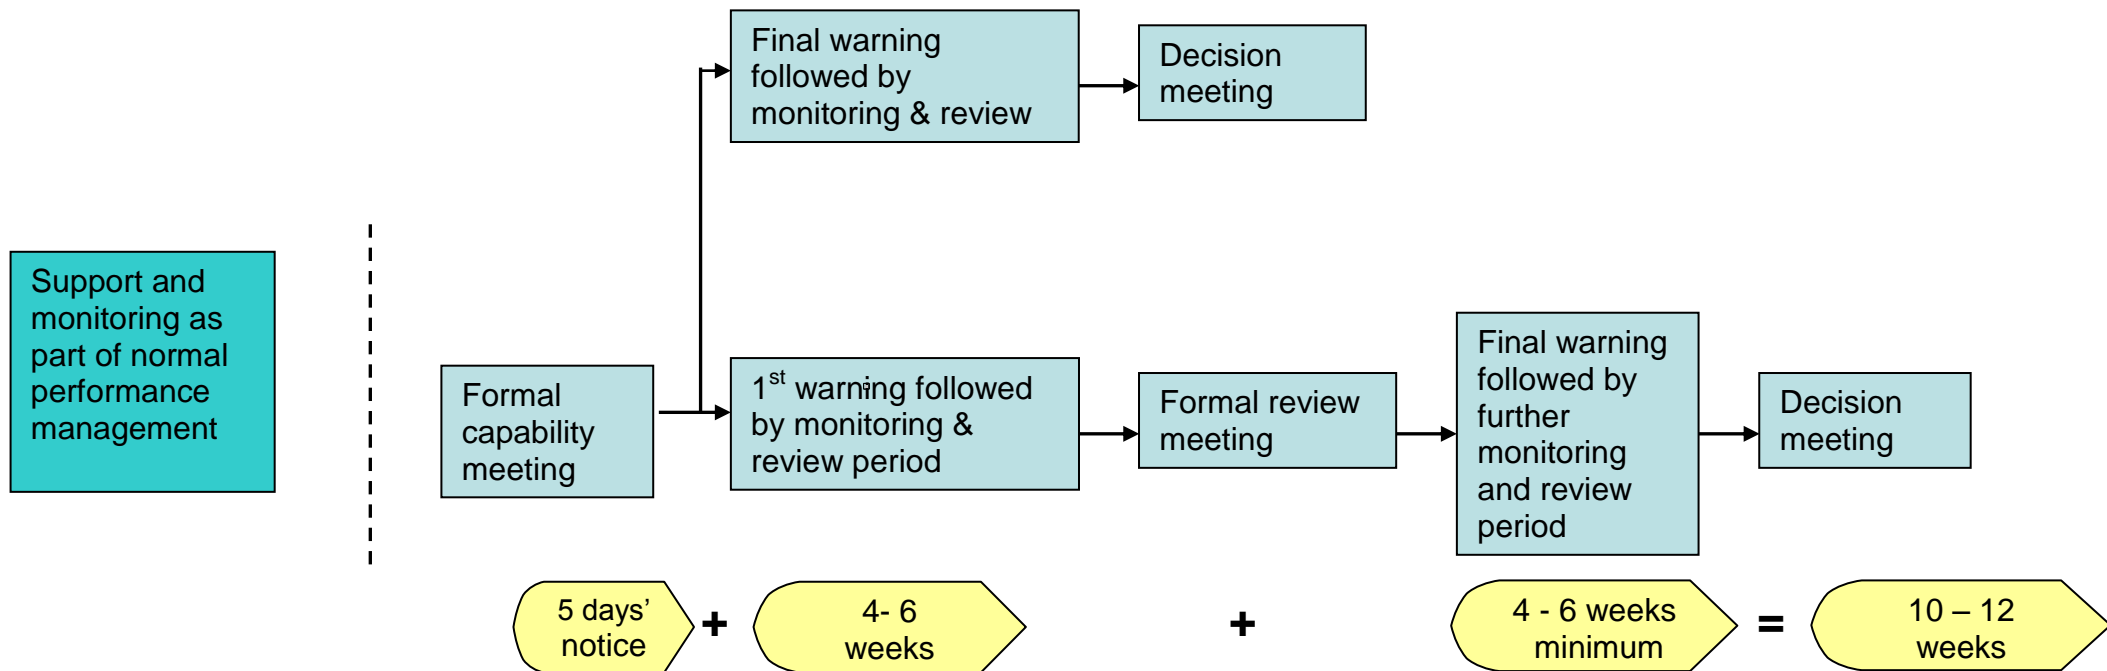 Final warning
followed by
monitoring & review
Decision
meeting
Support and
monitoring as
part of normal
performance
management
Formal
capability
meeting
1st warning followed
by monitoring &
review period
Formal review
meeting
Final warning
followed by
further
monitoring
and review
period
Decision
meeting
5 days’
notice
+
4- 6
weeks
+
4 - 6 weeks
minimum
=
10 – 12
weeks